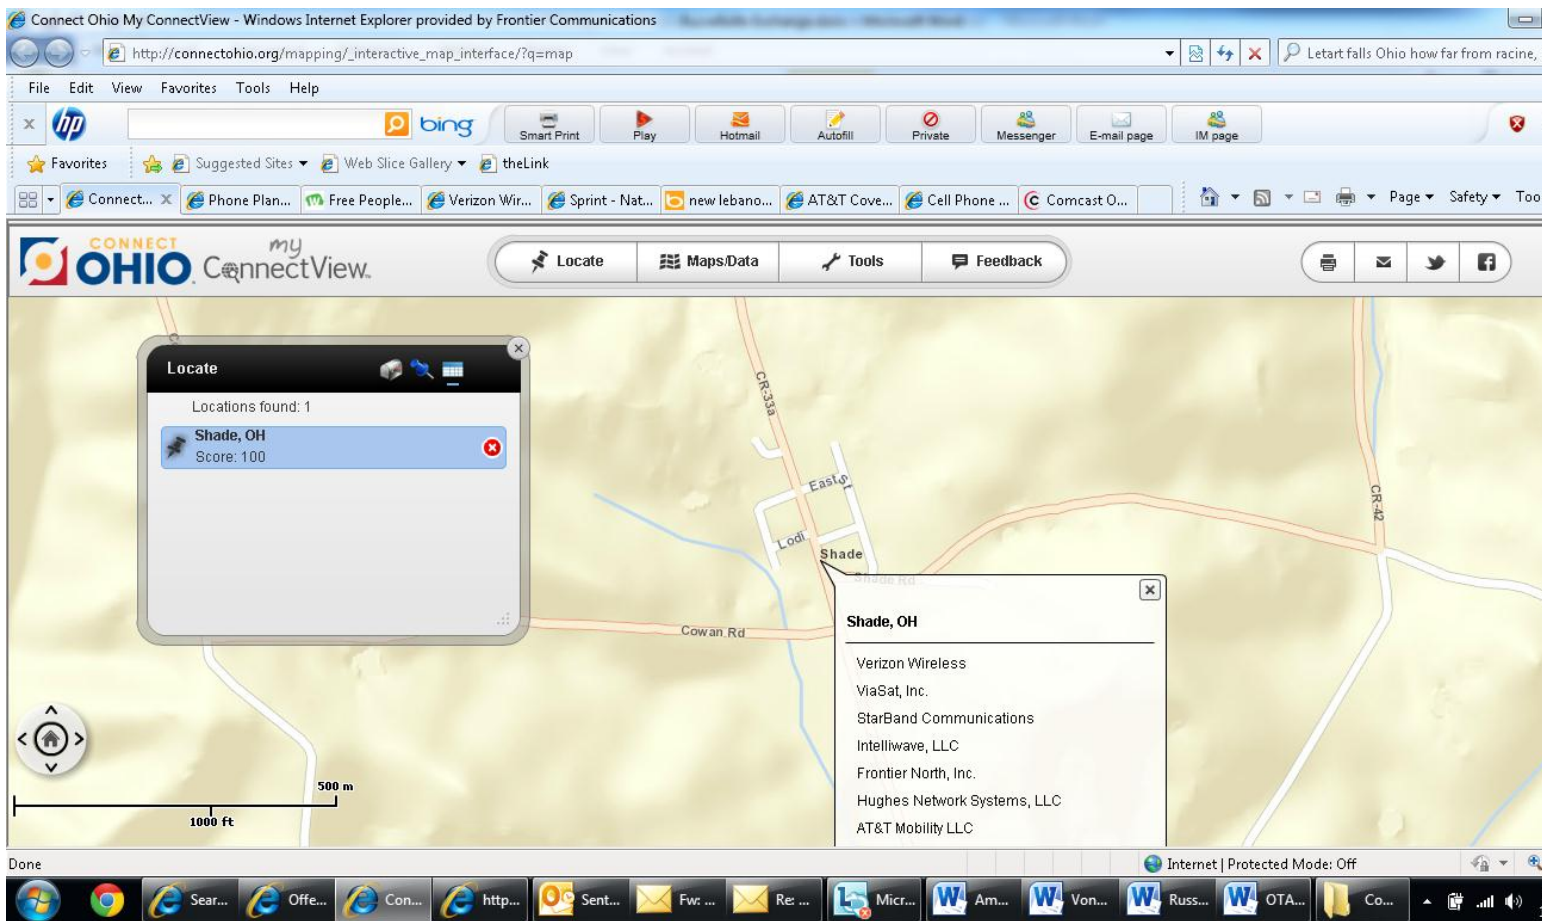 Connect Ohio My ConnectView - Windows Internet Explorer provided by Frontier Communications
http://connectohio.org/mapping/_interactive_map_interface/?q=map
Letart falls Ohio how far from racine,
File Edit View Favorites Tools Help
x hp bing Smart Print Play Hotmail Autofill Private Messenger E-mail page IM page
Favorites Suggested Sites Web Slice Gallery theLink
Connect... X Phone Plan... Free People... Verizon Wir... Sprint - Nat... new lebano... AT&T Cove... Cell Phone ... Comcast O... Page Safety Too
CONNECT OHIO my ConnectView. Locate Maps/Data Tools Feedback
Locate
Locations found: 1
Shade, OH
Score: 100
CR-33a
East St
CR-42
Lodi
Shade
Shade Rd
Cowan Rd
Shade, OH
Verizon Wireless
ViaSat, Inc.
StarBand Communications
Intelliwave, LLC
Frontier North, Inc.
Hughes Network Systems, LLC
AT&T Mobility LLC
500 m
1000 ft
Done Internet | Protected Mode: Off
Sear... Offe... Con... http... Sent... Fw: ... Re: ... Micr... Am... Von... Russ... OTA... Co...